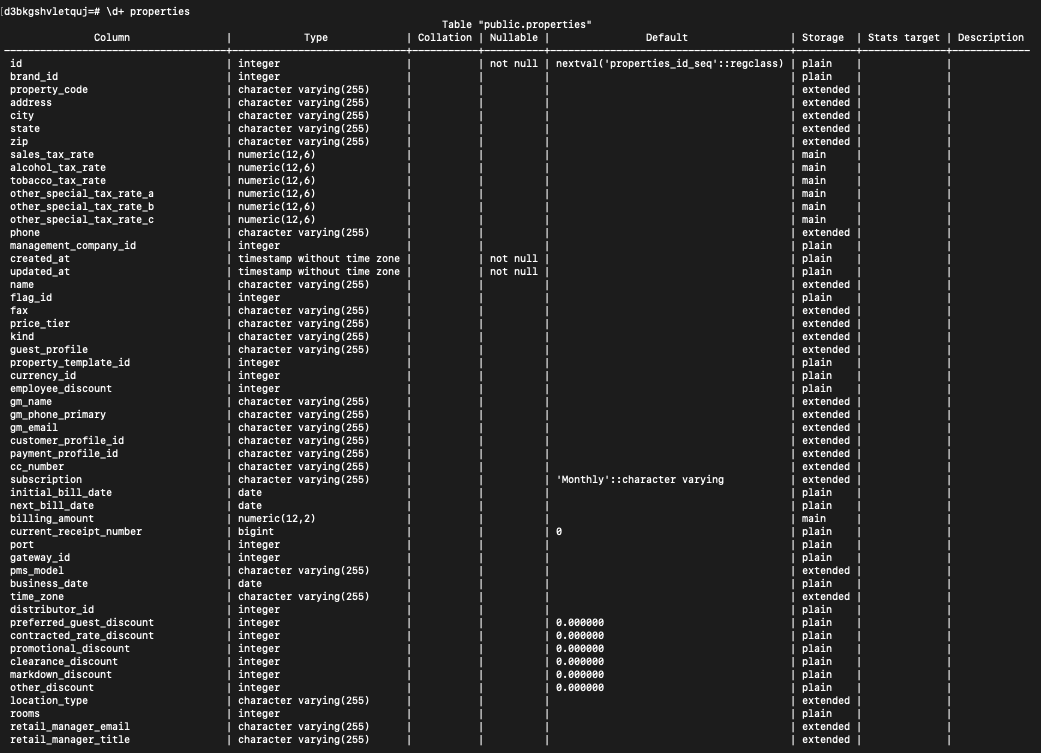 [d3bkgshvletquj=# \d+ properties
Table "public.properties"
Column | Type | Collation | Nullable | Default | Storage | Stats target | Description
id | integer | | not null | nextval('properties_id_seq'::regclass) | plain | |
brand_id | integer | | | | plain | |
property_code | character varying(255) | | | | extended | |
address | character varying(255) | | | | extended | |
city | character varying(255) | | | | extended | |
state | character varying(255) | | | | extended | |
zip | character varying(255) | | | | extended | |
sales_tax_rate | numeric(12,6) | | | | main | |
alcohol_tax_rate | numeric(12,6) | | | | main | |
tobacco_tax_rate | numeric(12,6) | | | | main | |
other_special_tax_rate_a | numeric(12,6) | | | | main | |
other_special_tax_rate_b | numeric(12,6) | | | | main | |
other_special_tax_rate_c | numeric(12,6) | | | | main | |
phone | character varying(255) | | | | extended | |
management_company_id | integer | | | | plain | |
created_at | timestamp without time zone | | not null | | plain | |
updated_at | timestamp without time zone | | not null | | plain | |
name | character varying(255) | | | | extended | |
flag_id | integer | | | | plain | |
fax | character varying(255) | | | | extended | |
price_tier | character varying(255) | | | | extended | |
kind | character varying(255) | | | | extended | |
guest_profile | character varying(255) | | | | extended | |
property_template_id | integer | | | | plain | |
currency_id | integer | | | | plain | |
employee_discount | integer | | | | plain | |
gm_name | character varying(255) | | | | extended | |
gm_phone_primary | character varying(255) | | | | extended | |
gm_email | character varying(255) | | | | extended | |
customer_profile_id | character varying(255) | | | | extended | |
payment_profile_id | character varying(255) | | | | extended | |
cc_number | character varying(255) | | | | extended | |
subscription | character varying(255) | | | 'Monthly'::character varying | extended | |
initial_bill_date | date | | | | plain | |
next_bill_date | date | | | | plain | |
billing_amount | numeric(12,2) | | | | main | |
current_receipt_number | bigint | | | 0 | plain | |
port | integer | | | | plain | |
gateway_id | integer | | | | plain | |
pms_model | character varying(255) | | | | extended | |
business_date | date | | | | plain | |
time_zone | character varying(255) | | | | extended | |
distributor_id | integer | | | | plain | |
preferred_guest_discount | integer | | | 0.000000 | plain | |
contracted_rate_discount | integer | | | 0.000000 | plain | |
promotional_discount | integer | | | 0.000000 | plain | |
clearance_discount | integer | | | 0.000000 | plain | |
markdown_discount | integer | | | 0.000000 | plain | |
other_discount | integer | | | 0.000000 | plain | |
location_type | character varying(255) | | | | extended | |
rooms | integer | | | | plain | |
retail_manager_email | character varying(255) | | | | extended | |
retail_manager_title | character varying(255) | | | | extended | |